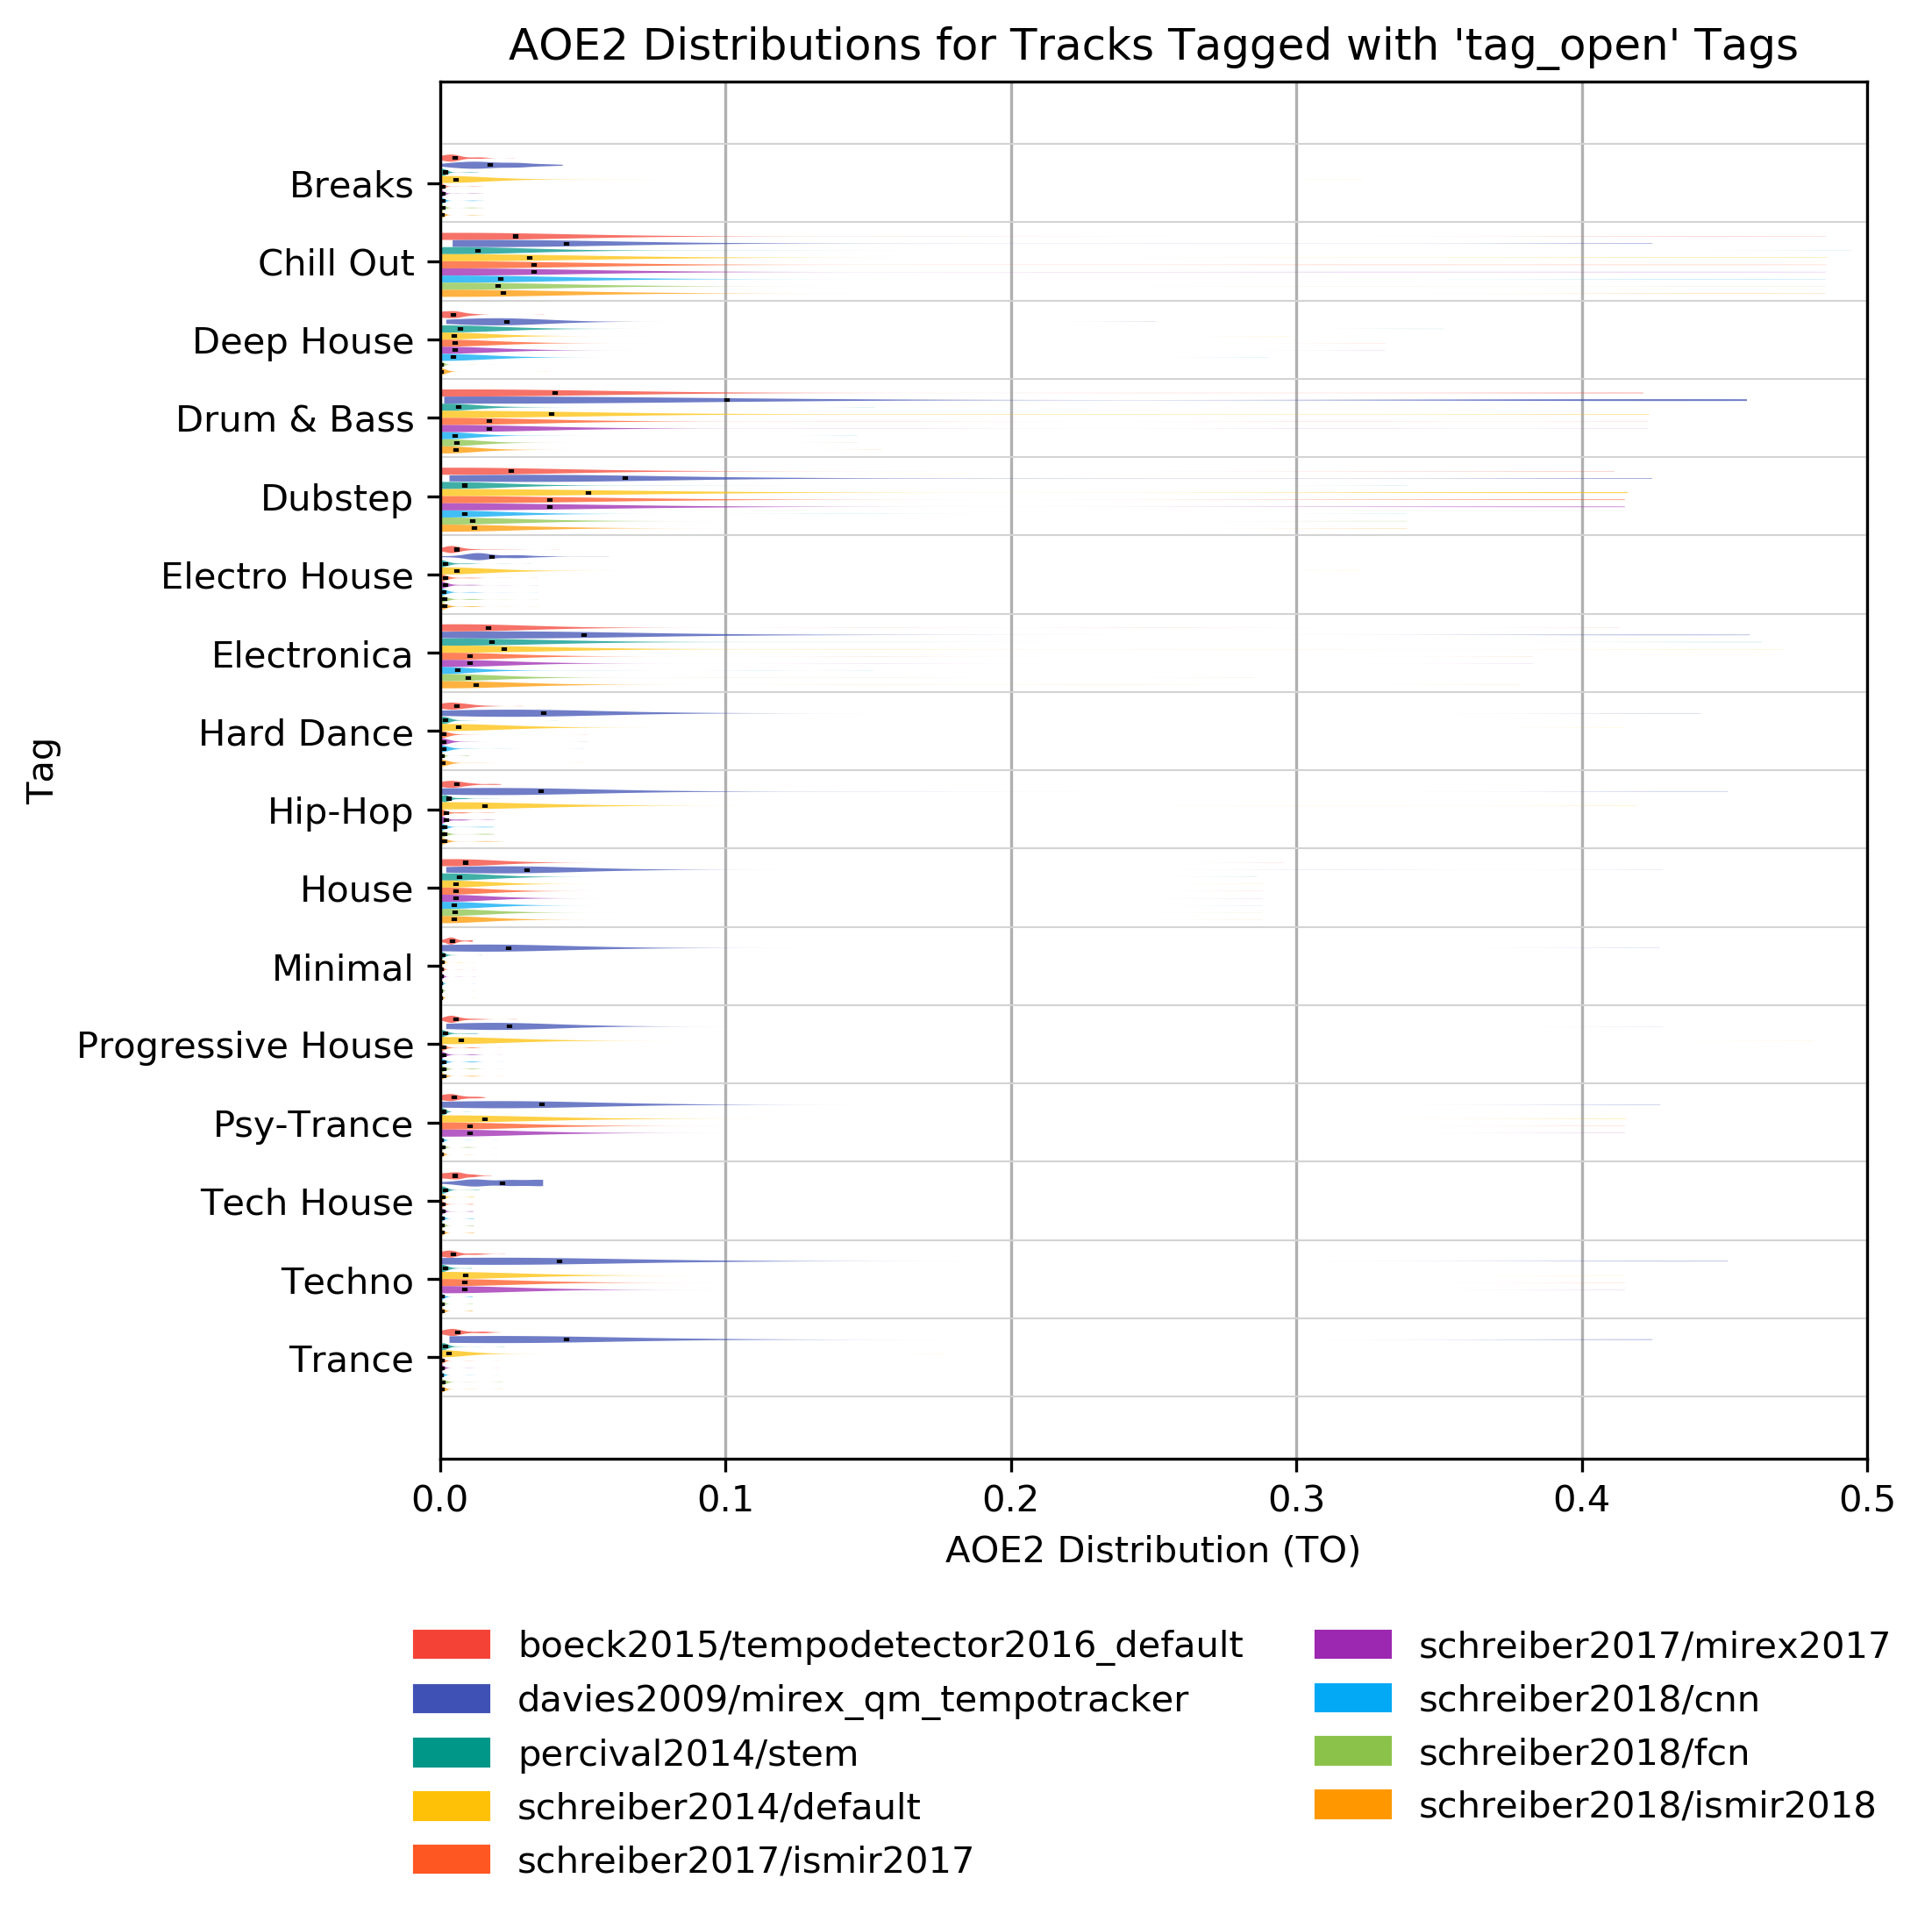 AOE2 Distributions for Tracks Tagged with 'tag_open' Tags
Breaks
Chill Out
Deep House
Drum & Bass
Dubstep
Electro House
Electronica
Hard Dance
Hip-Hop
House
Minimal
Progressive House
Psy-Trance
Tech House
Techno
Trance
Tag
0.0 0.1 0.2 0.3 0.4 0.5
AOE2 Distribution (TO)
boeck2015/tempodetector2016_default
davies2009/mirex_qm_tempotracker
percival2014/stem
schreiber2014/default
schreiber2017/ismir2017
schreiber2017/mirex2017
schreiber2018/cnn
schreiber2018/fcn
schreiber2018/ismir2018